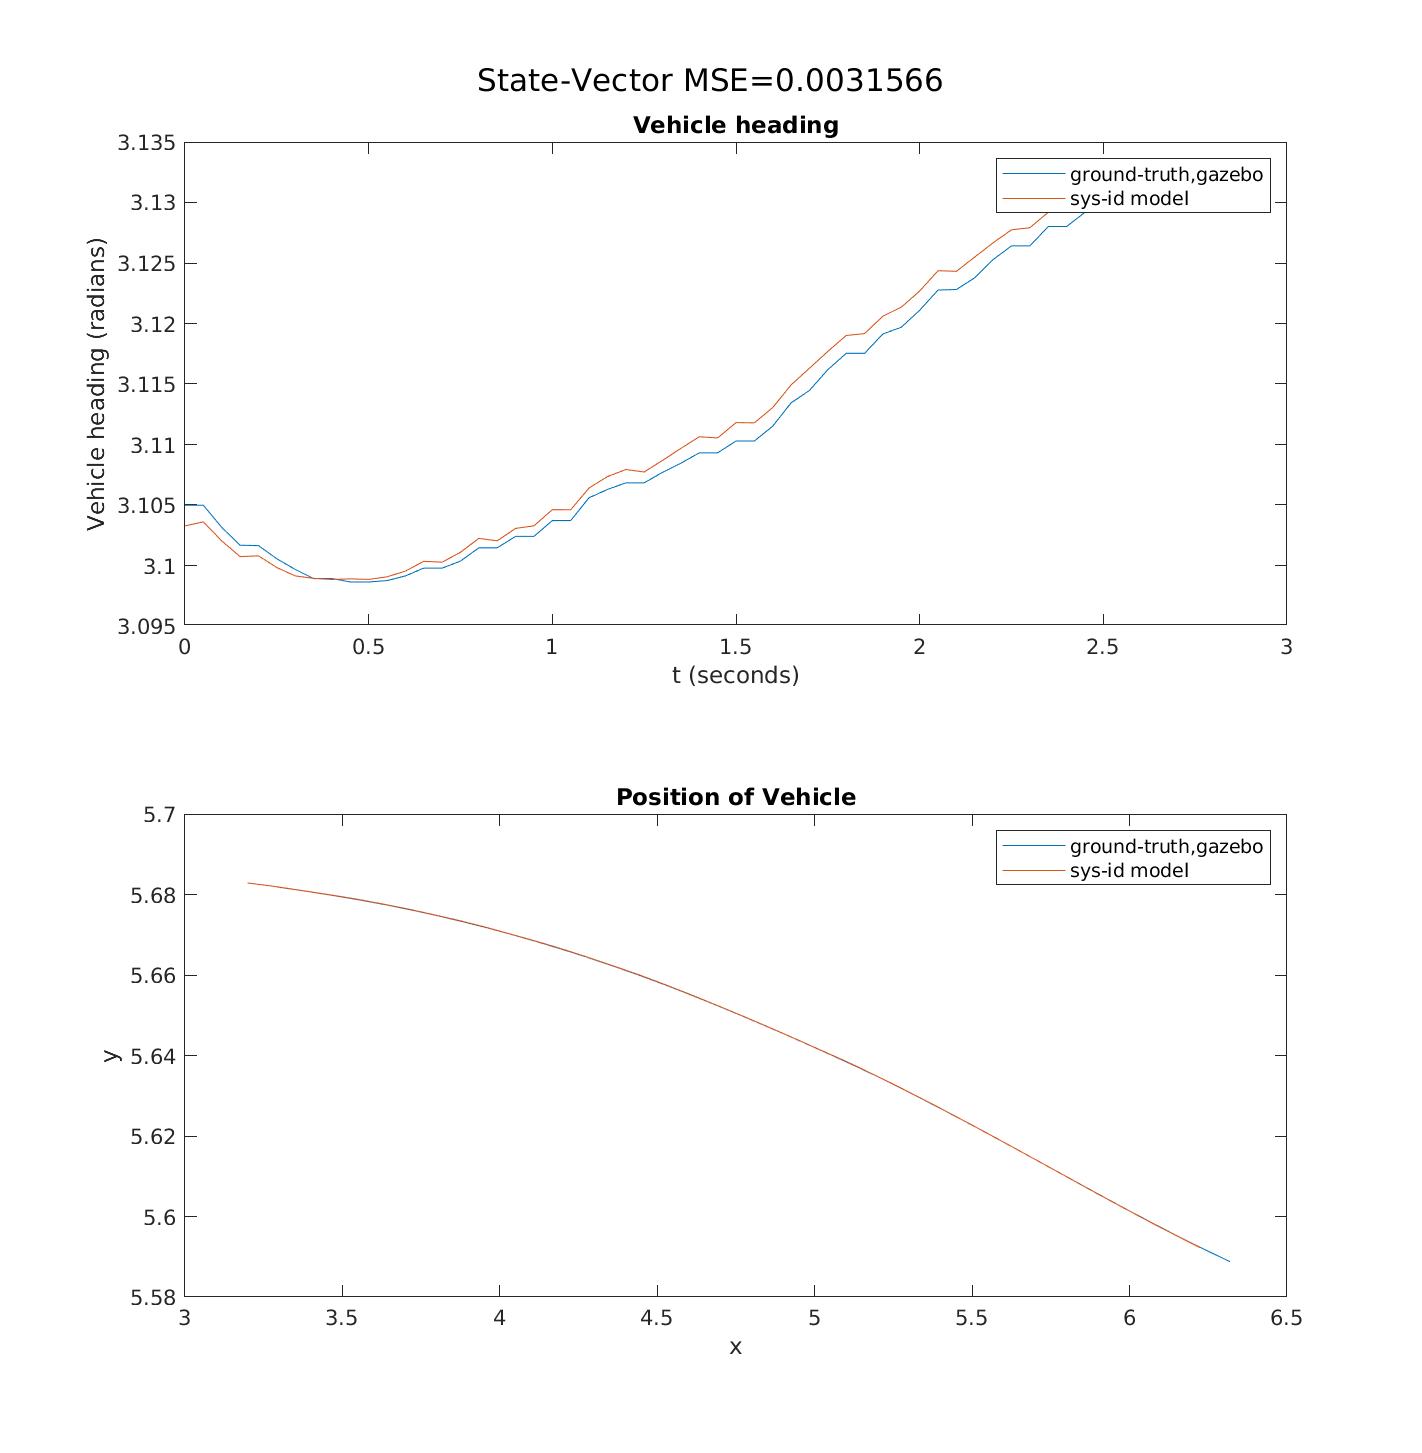 State-Vector MSE=0.0031566
Vehicle heading
3.135
3.13
3.125
3.12
3.115
3.11
3.105
3.1
3.095
Vehicle heading (radians)
ground-truth,gazebo
sys-id model
0 0.5 1 1.5 2 2.5 3
t (seconds)
Position of Vehicle
5.7
5.68
5.66
5.64
5.62
5.6
5.58
y
ground-truth,gazebo
sys-id model
3 3.5 4 4.5 5 5.5 6 6.5
x